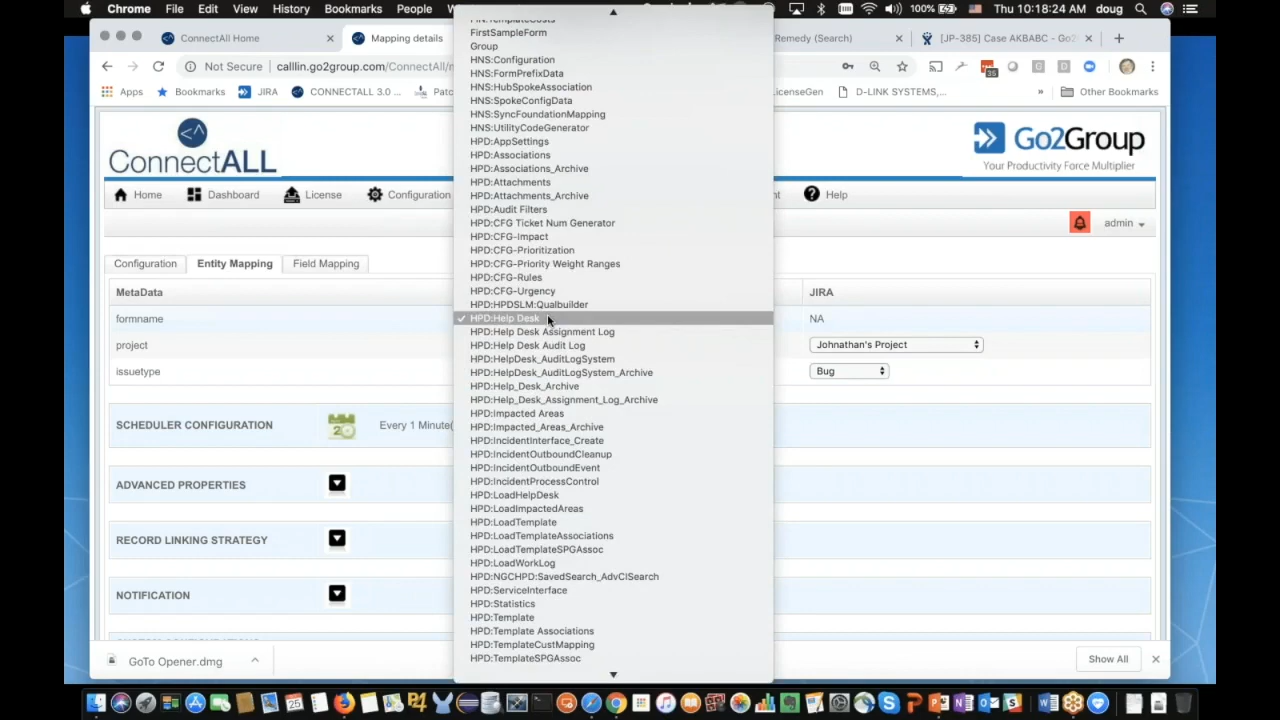 Chrome File Edit View History Bookmarks People 100% Thu 10:18:24 AM doug
ConnectAll Home × Mapping details Remedy (Search) × [JP-385] Case AKBABC - Go2 × +
Not Secure calllin.go2group.com/ConnectAll/
Apps Bookmarks JIRA CONNECTALL 3.0 ... Patc LicenseGen D-LINK SYSTEMS,... » Other Bookmarks
ConnectALL
Go2Group
Your Productivity Force Multiplier
Home Dashboard License Configuration nt Help
admin
Configuration Entity Mapping Field Mapping
MetaData JIRA
formname NA
project Johnathan's Project
issuetype Bug
SCHEDULER CONFIGURATION Every 1 Minute(
ADVANCED PROPERTIES
RECORD LINKING STRATEGY
NOTIFICATION
FIN:TemplateCosts
FirstSampleForm
Group
HNS:Configuration
HNS:FormPrefixData
HNS:HubSpokeAssociation
HNS:SpokeConfigData
HNS:SyncFoundationMapping
HNS:UtilityCodeGenerator
HPD:AppSettings
HPD:Associations
HPD:Associations_Archive
HPD:Attachments
HPD:Attachments_Archive
HPD:Audit Filters
HPD:CFG Ticket Num Generator
HPD:CFG-Impact
HPD:CFG-Prioritization
HPD:CFG-Priority Weight Ranges
HPD:CFG-Rules
HPD:CFG-Urgency
HPD:HPDSLM:Qualbuilder
✓ HPD:Help Desk
HPD:Help Desk Assignment Log
HPD:Help Desk Audit Log
HPD:HelpDesk_AuditLogSystem
HPD:HelpDesk_AuditLogSystem_Archive
HPD:Help_Desk_Archive
HPD:Help_Desk_Assignment_Log_Archive
HPD:Impacted Areas
HPD:Impacted_Areas_Archive
HPD:IncidentInterface_Create
HPD:IncidentOutboundCleanup
HPD:IncidentOutboundEvent
HPD:IncidentProcessControl
HPD:LoadHelpDesk
HPD:LoadImpactedAreas
HPD:LoadTemplate
HPD:LoadTemplateAssociations
HPD:LoadTemplateSPGAssoc
HPD:LoadWorkLog
HPD:NGCHPD:SavedSearch_AdvCISearch
HPD:ServiceInterface
HPD:Statistics
HPD:Template
HPD:Template Associations
HPD:TemplateCustMapping
HPD:TemplateSPGAssoc
GoTo Opener.dmg Show All ×